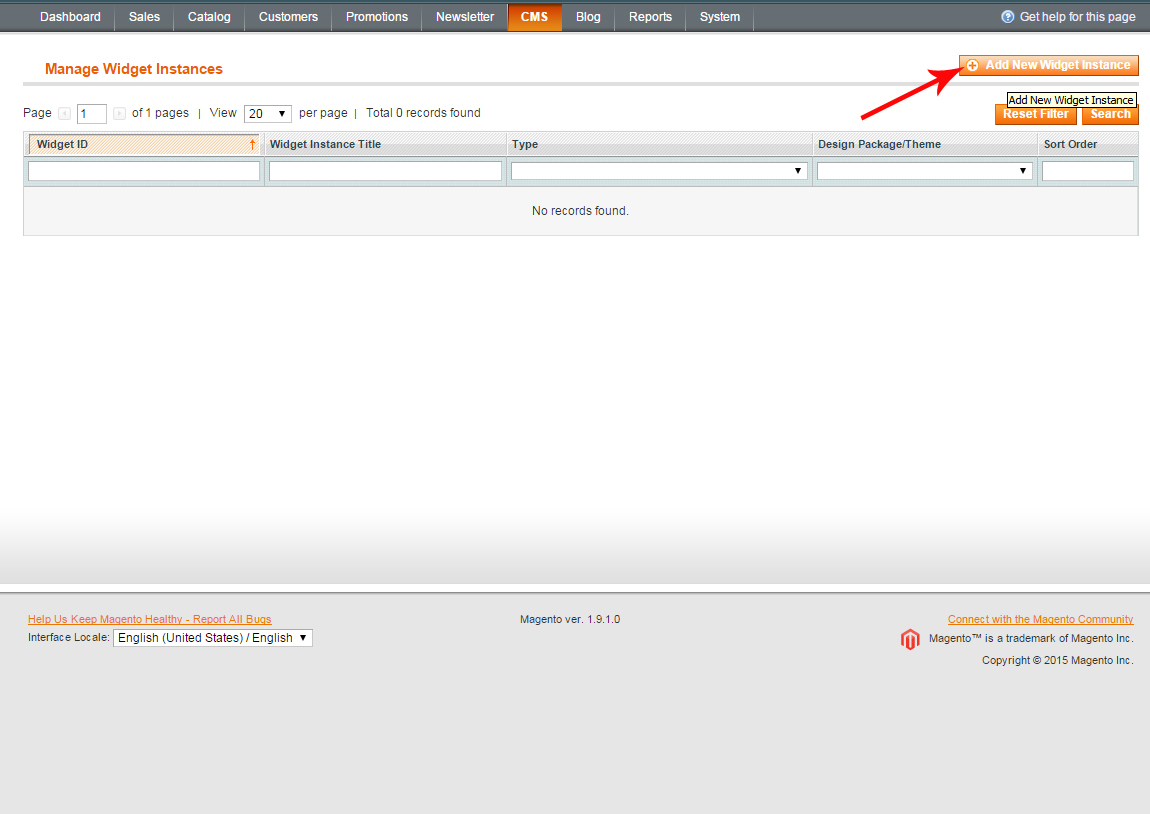 Dashboard Sales Catalog Customers Promotions Newsletter CMS Blog Reports System Get help for this page
Manage Widget Instances Add New Widget Instance
Add New Widget Instance
Page 1 of 1 pages | View 20 per page | Total 0 records found Reset Filter Search
Widget ID Widget Instance Title Type Design Package/Theme Sort Order
No records found.
Help Us Keep Magento Healthy - Report All Bugs Magento ver. 1.9.1.0 Connect with the Magento Community
Interface Locale: English (United States) / English Magento™ is a trademark of Magento Inc.
Copyright © 2015 Magento Inc.